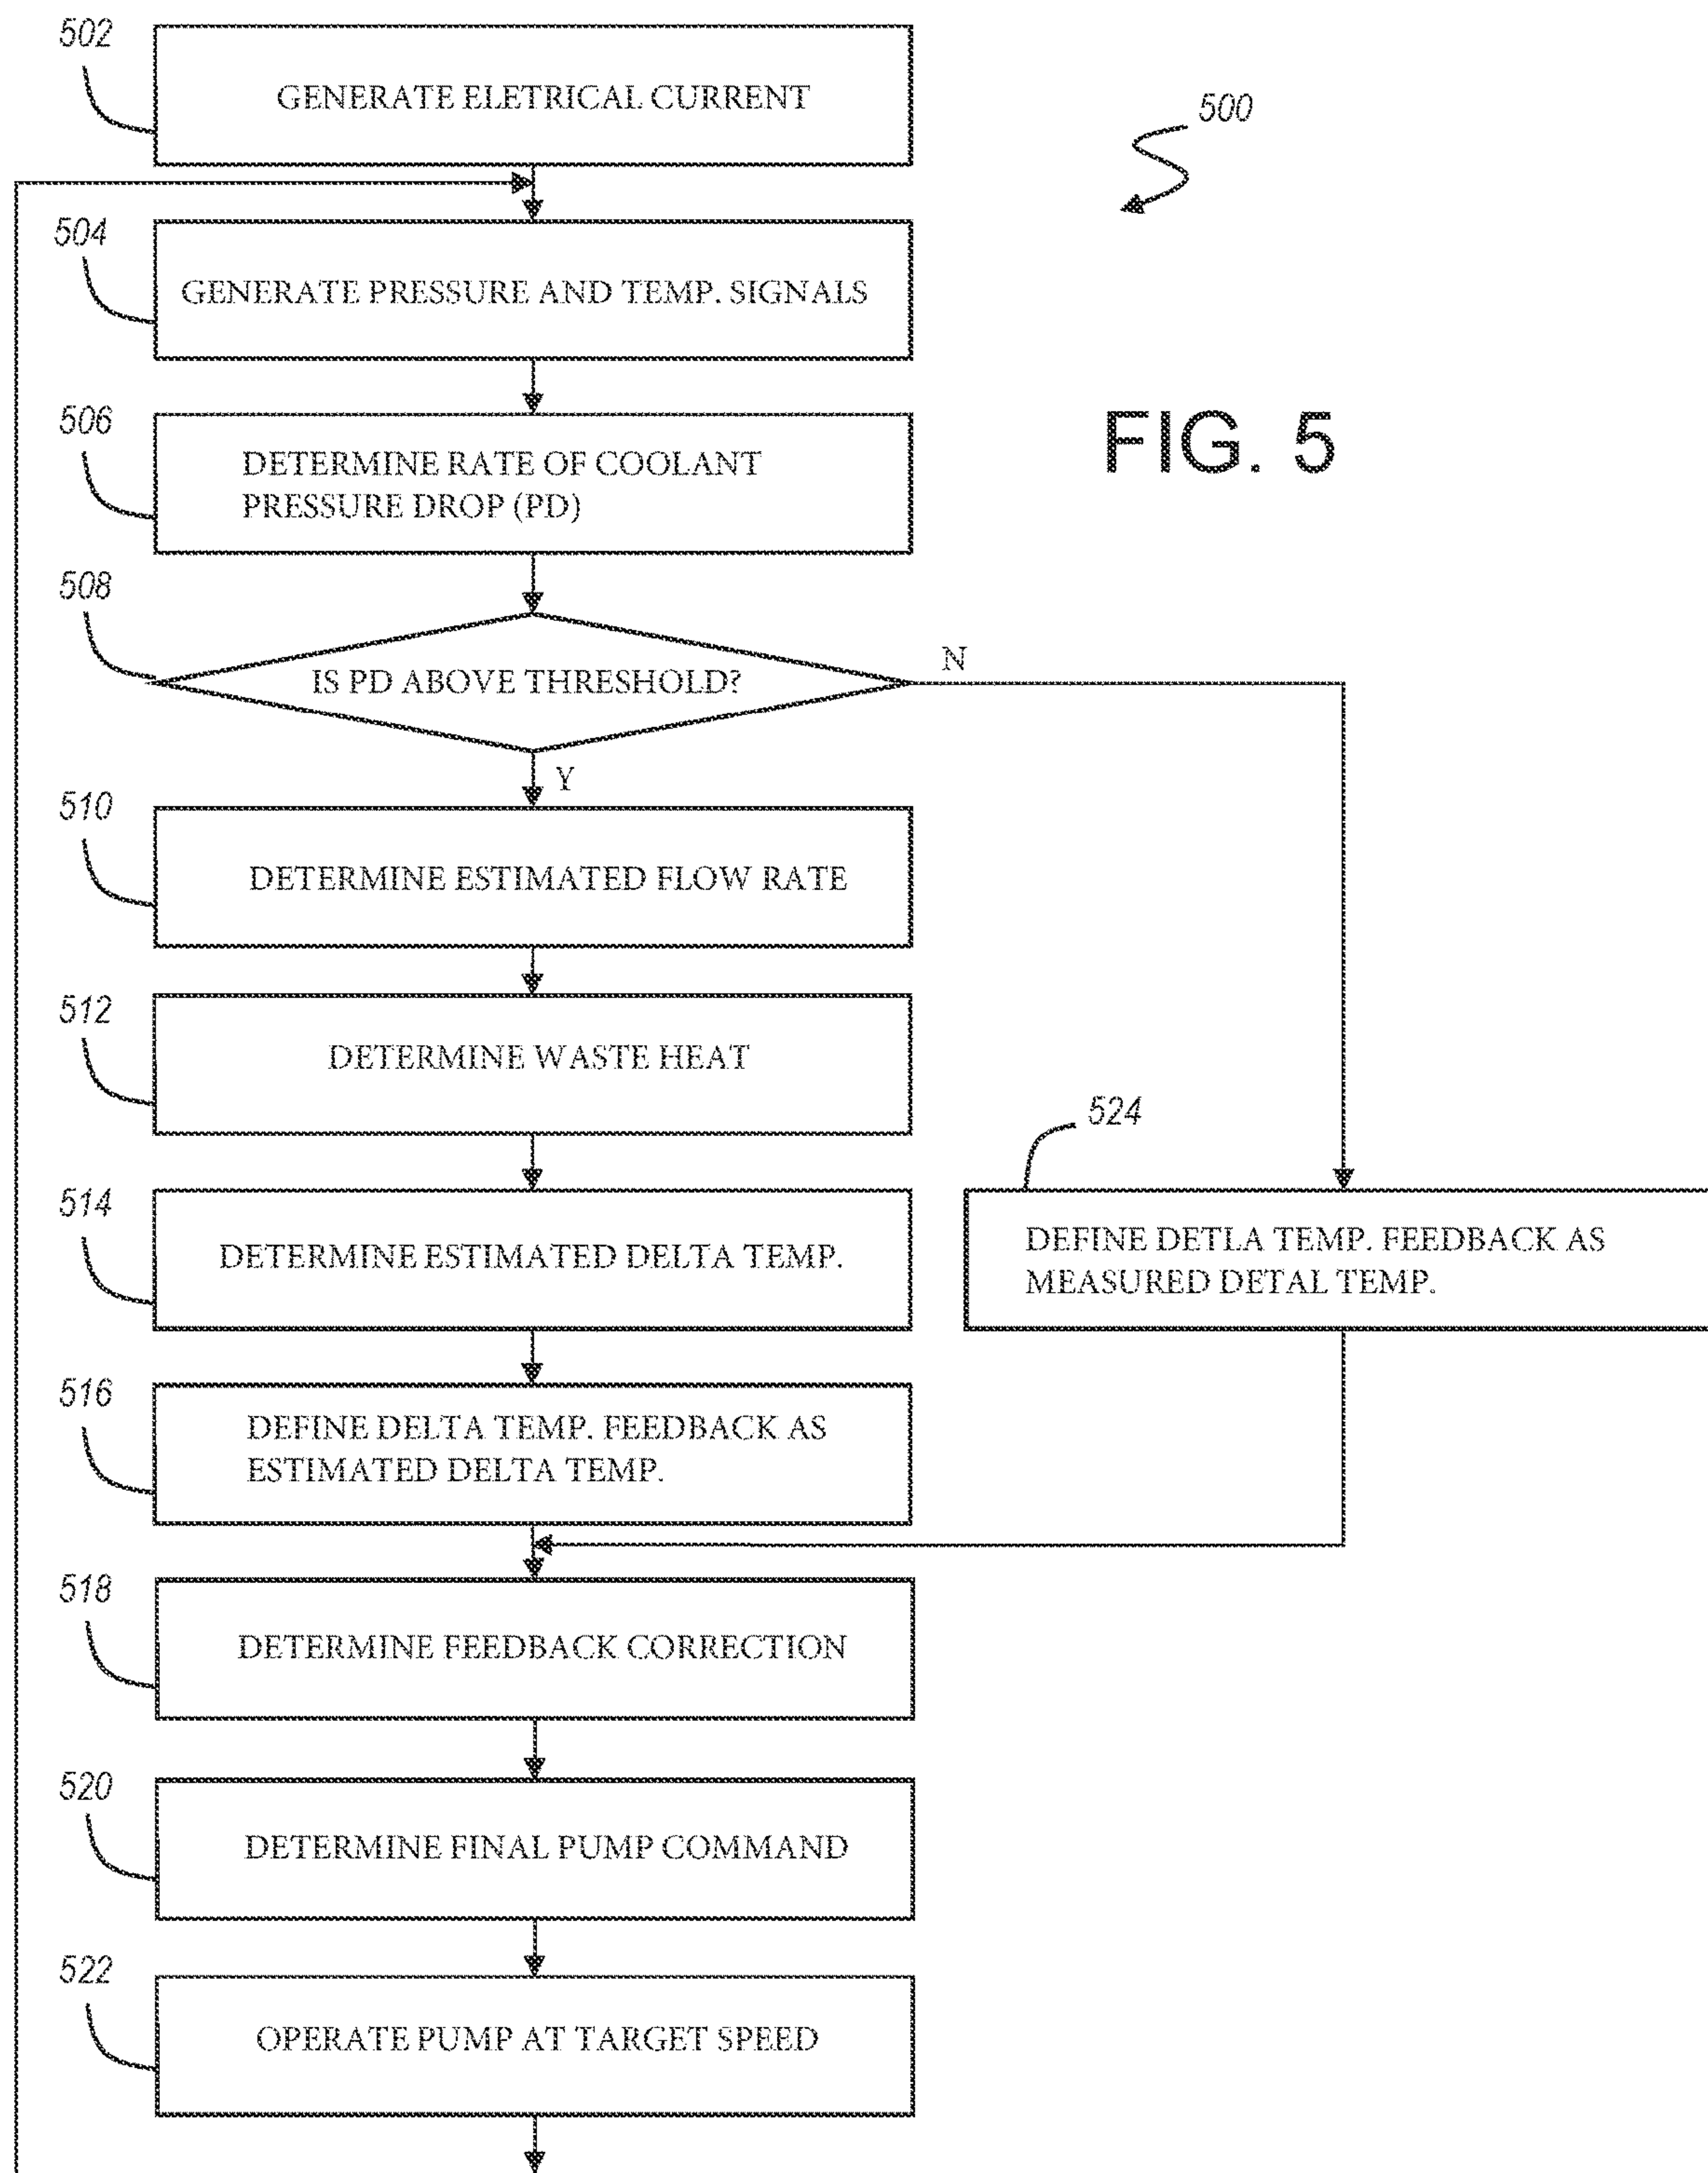 502
GENERATE ELETRICAL CURRENT
500
504
GENERATE PRESSURE AND TEMP. SIGNALS
FIG. 5
506
DETERMINE RATE OF COOLANT
PRESSURE DROP (PD)
508
IS PD ABOVE THRESHOLD?
N
Y
510
DETERMINE ESTIMATED FLOW RATE
512
DETERMINE WASTE HEAT
524
514
DETERMINE ESTIMATED DELTA TEMP.
DEFINE DETLA TEMP. FEEDBACK AS
MEASURED DETAL TEMP.
516
DEFINE DELTA TEMP. FEEDBACK AS
ESTIMATED DELTA TEMP.
518
DETERMINE FEEDBACK CORRECTION
520
DETERMINE FINAL PUMP COMMAND
522
OPERATE PUMP AT TARGET SPEED